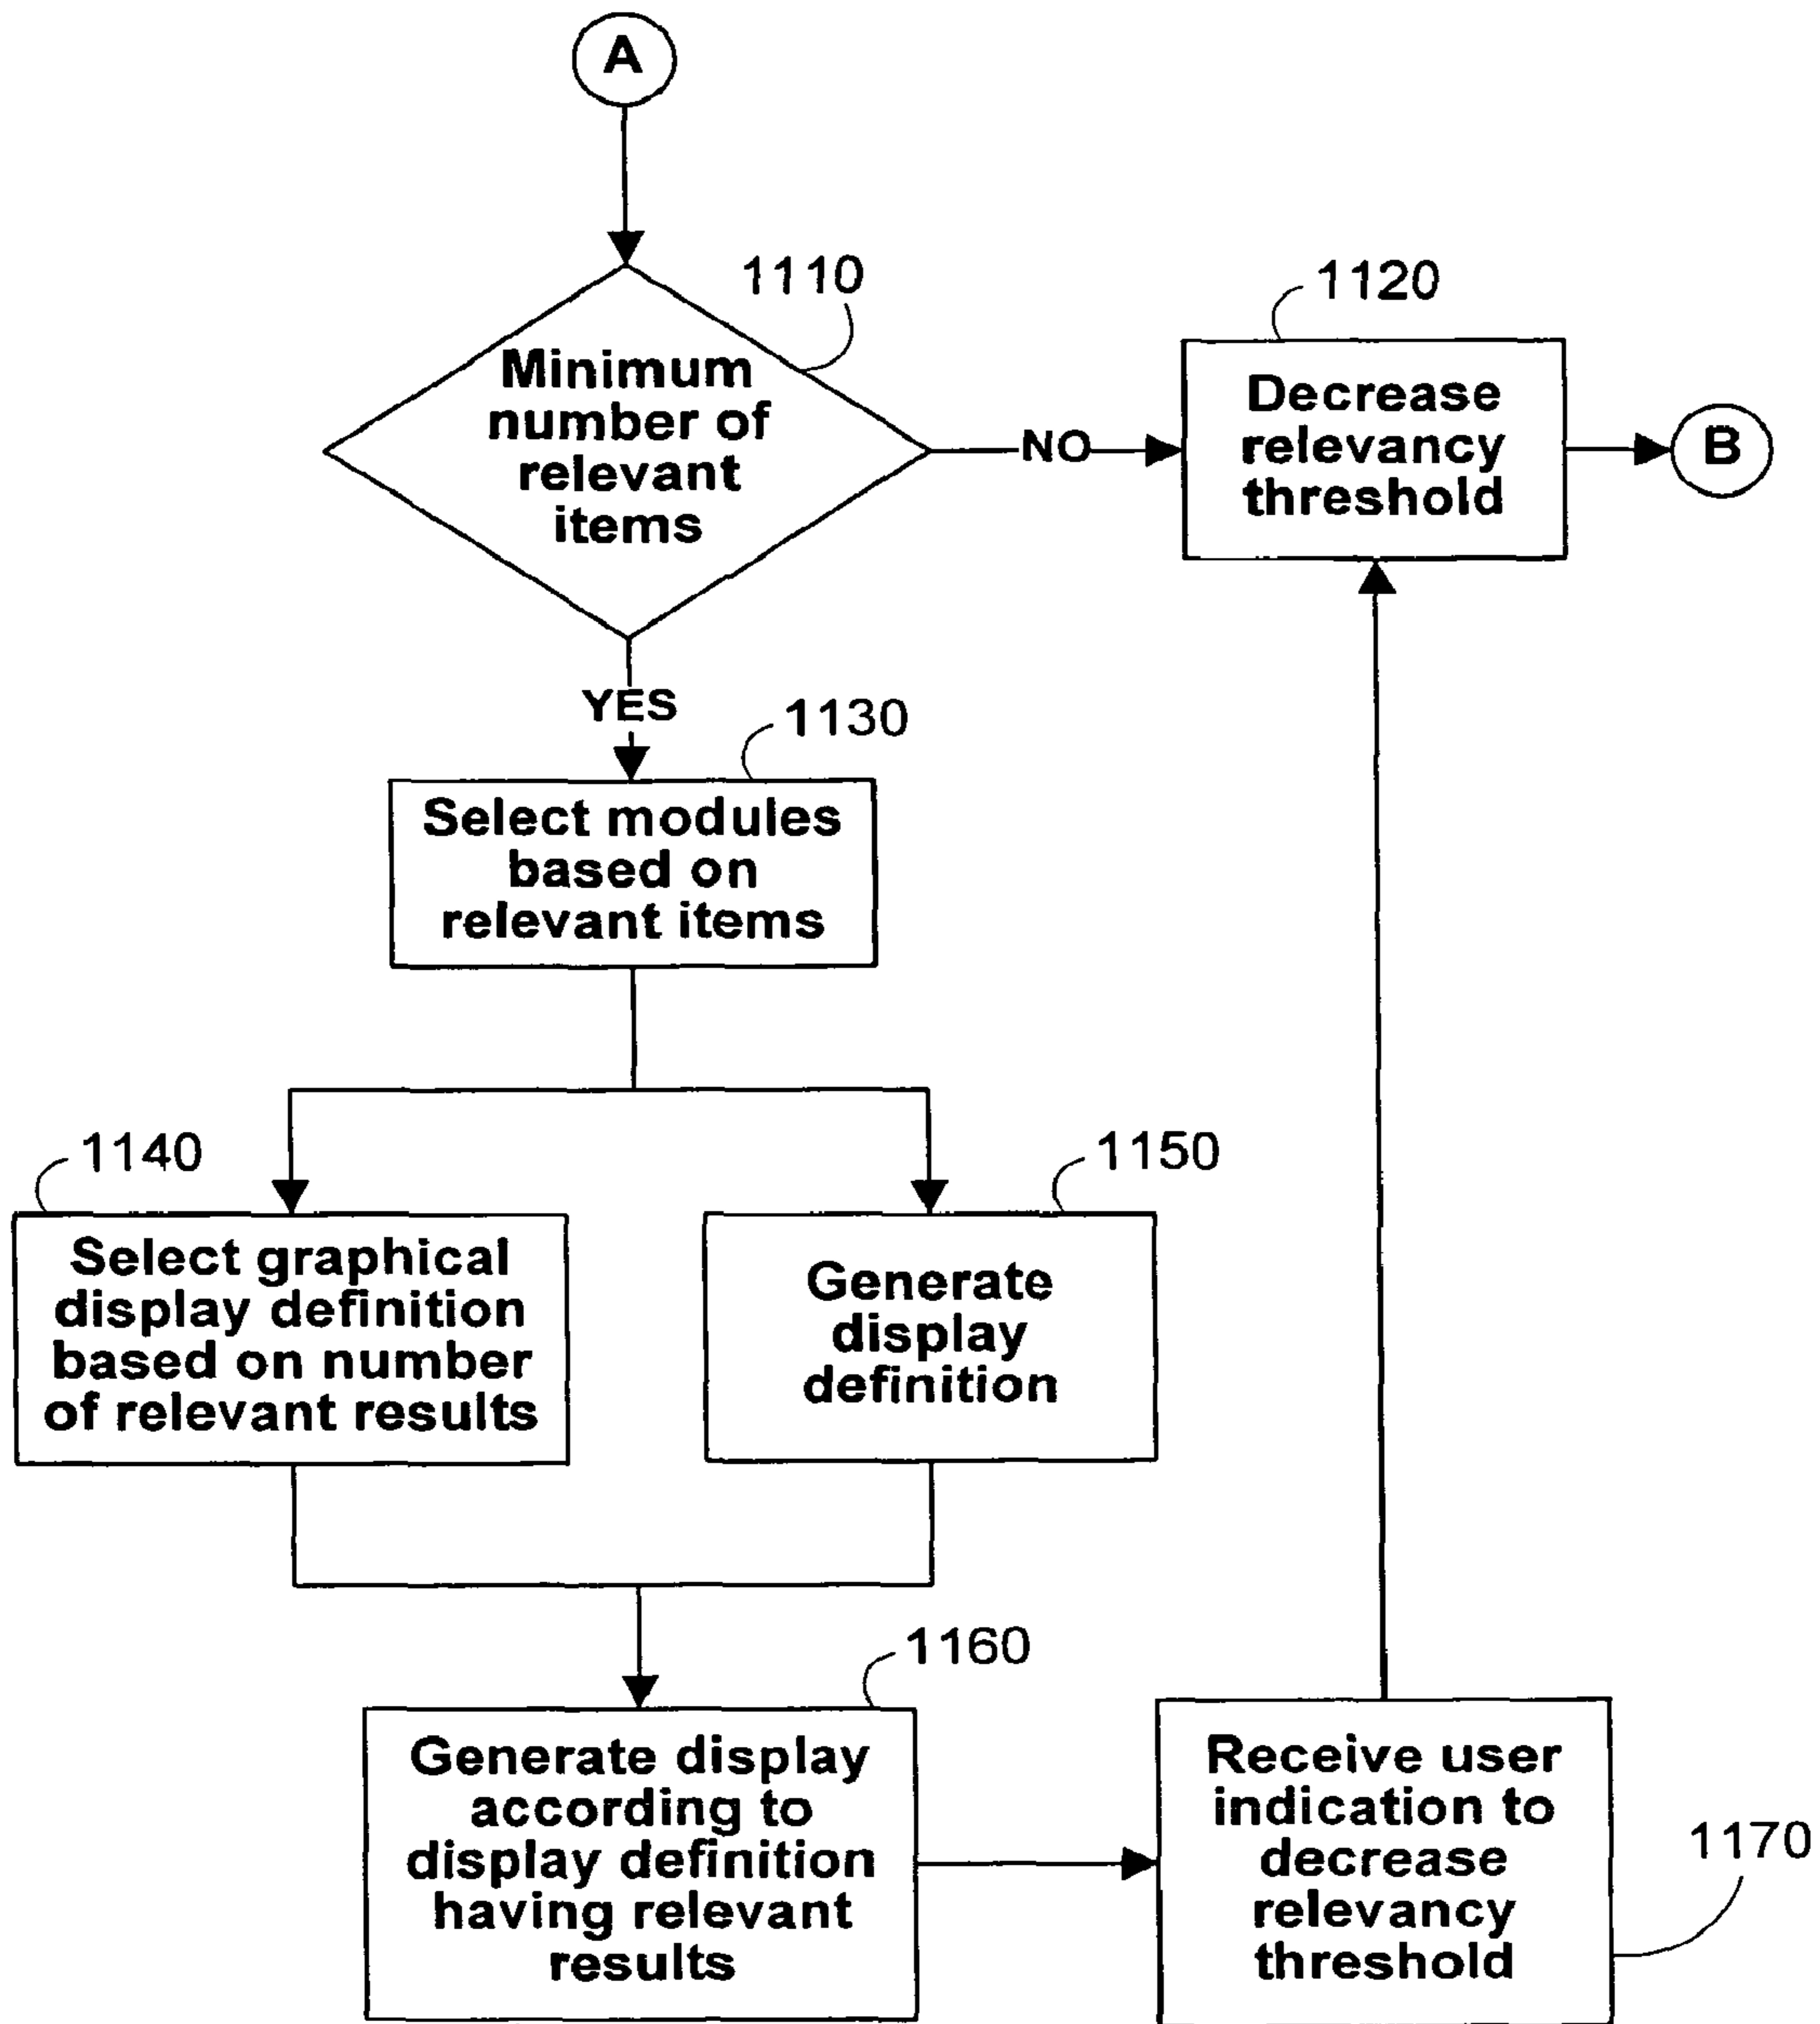 A
1110
Minimum
number of
relevant
items
NO
1120
Decrease
relevancy
threshold
B
YES
1130
Select modules
based on
relevant items
1140
Select graphical
display definition
based on number
of relevant results
1150
Generate
display
definition
1160
Generate display
according to
display definition
having relevant
results
Receive user
indication to
decrease
relevancy
threshold
1170